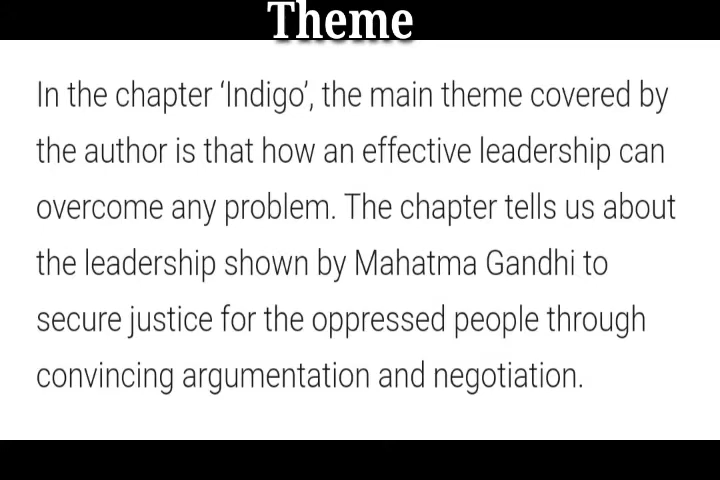 Theme
In the chapter ‘Indigo’, the main theme covered by
the author is that how an effective leadership can
overcome any problem. The chapter tells us about
the leadership shown by Mahatma Gandhi to
secure justice for the oppressed people through
convincing argumentation and negotiation.